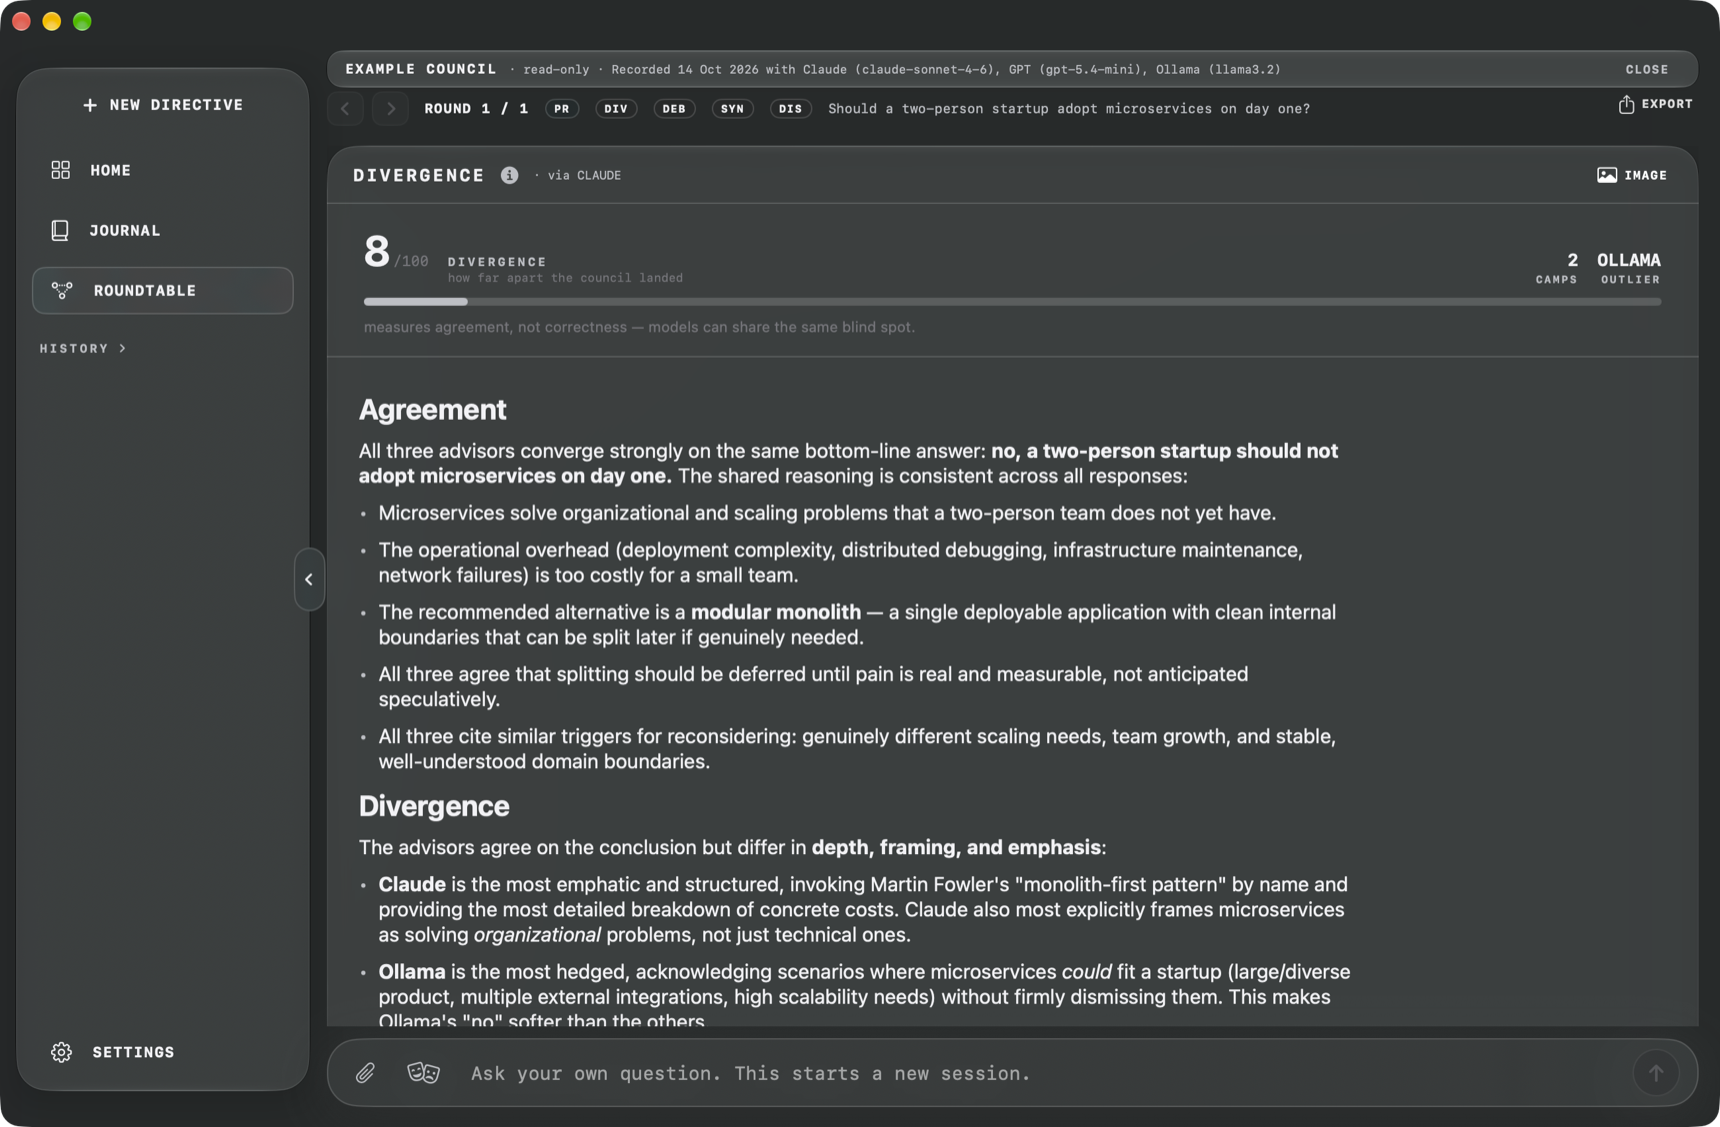 EXAMPLE COUNCIL · read-only · Recorded 14 Oct 2026 with Claude (claude-sonnet-4-6), GPT (gpt-5.4-mini), Ollama (llama3.2)
CLOSE
+ NEW DIRECTIVE
HOME
JOURNAL
ROUNDTABLE
HISTORY >
SETTINGS
ROUND 1 / 1 PR DIV DEB SYN DIS Should a two-person startup adopt microservices on day one?
EXPORT
DIVERGENCE · via CLAUDE
IMAGE
8 /100 DIVERGENCE
how far apart the council landed
2 CAMPS
OLLAMA OUTLIER
measures agreement, not correctness — models can share the same blind spot.
Agreement
All three advisors converge strongly on the same bottom-line answer: no, a two-person startup should not
adopt microservices on day one. The shared reasoning is consistent across all responses:
• Microservices solve organizational and scaling problems that a two-person team does not yet have.
• The operational overhead (deployment complexity, distributed debugging, infrastructure maintenance,
network failures) is too costly for a small team.
• The recommended alternative is a modular monolith — a single deployable application with clean internal
boundaries that can be split later if genuinely needed.
• All three agree that splitting should be deferred until pain is real and measurable, not anticipated
speculatively.
• All three cite similar triggers for reconsidering: genuinely different scaling needs, team growth, and stable,
well-understood domain boundaries.
Divergence
The advisors agree on the conclusion but differ in depth, framing, and emphasis:
• Claude is the most emphatic and structured, invoking Martin Fowler's "monolith-first pattern" by name and
providing the most detailed breakdown of concrete costs. Claude also most explicitly frames microservices
as solving organizational problems, not just technical ones.
• Ollama is the most hedged, acknowledging scenarios where microservices could fit a startup (large/diverse
product, multiple external integrations, high scalability needs) without firmly dismissing them. This makes
Ollama's "no" softer than the others.
Ask your own question. This starts a new session.